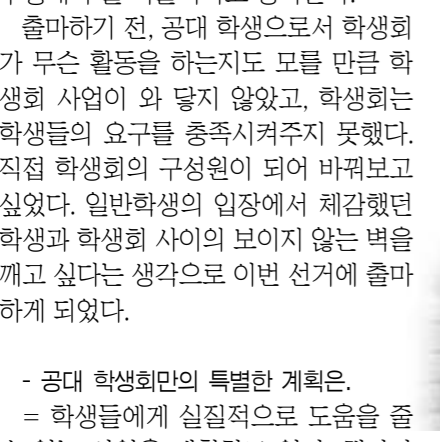 출마하기 전, 공대 학생으로서 학생회
가 무슨 활동을 하는지도 모를 만큼 학
생회 사업이 와 닿지 않았고, 학생회는
학생들의 요구를 충족시켜주지 못했다.
직접 학생회의 구성원이 되어 바꿔보고
싶었다. 일반학생의 입장에서 체감했던
학생과 학생회 사이의 보이지 않는 벽을
깨고 싶다는 생각으로 이번 선거에 출마
하게 되었다.
- 공대 학생회만의 특별한 계획은.
= 학생들에게 실질적으로 도움을 줄